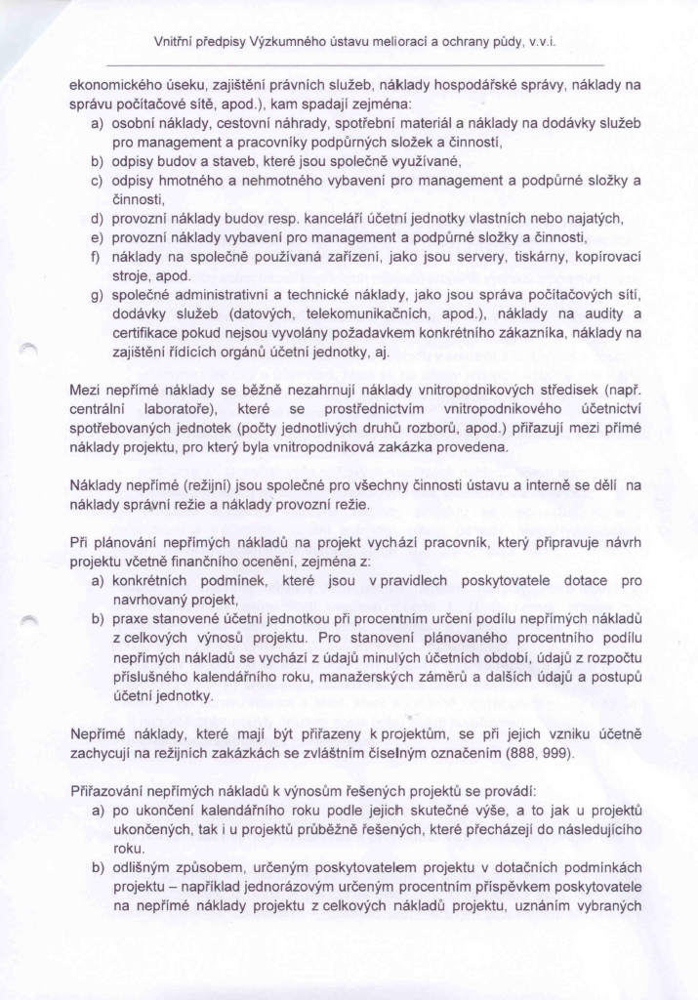 Vnitřní předpisy Výzkumného ústavu meliorací a ochrany půdy, v.v.i.
ekonomického úseku, zajištění právních služeb, náklady hospodářské správy, náklady na
správu počítačové sítě, apod.), kam spadají zejména:
a) osobní náklady, cestovní náhrady, spotřební materiál a náklady na dodávky služeb
pro management a pracovníky podpůrných složek a činností,
b) odpisy budov a staveb, které jsou společně využívané,
c) odpisy hmotného a nehmotného vybavení pro management a podpůrné složky a
činnosti,
d) provozní náklady budov resp. kanceláří účetní jednotky vlastních nebo najatých,
e) provozní náklady vybavení pro management a podpůrné složky a činnosti,
f) náklady na společně používaná zařízení, jako jsou servery, tiskárny, kopírovací
stroje, apod.
g) společné administrativní a technické náklady, jako jsou správa počítačových sítí,
dodávky služeb (datových, telekomunikačních, apod.), náklady na audity a
certifikace pokud nejsou vyvolány požadavkem konkrétního zákazníka, náklady na
zajištění řídících orgánů účetní jednotky, aj.
Mezi nepřímé náklady se běžně nezahrnují náklady vnitropodnikových středisek (např.
centrální laboratoře), které se prostřednictvím vnitropodnikového účetnictví
spotřebovaných jednotek (počty jednotlivých druhů rozborů, apod.) přiřazují mezi přímé
náklady projektu, pro který byla vnitropodniková zakázka provedena.
Náklady nepřímé (režijní) jsou společné pro všechny činnosti ústavu a interně se dělí na
náklady správní režie a náklady provozní režie.
Při plánování nepřímých nákladů na projekt vychází pracovník, který připravuje návrh
projektu včetně finančního ocenění, zejména z:
a) konkrétních podmínek, které jsou v pravidlech poskytovatele dotace pro
navrhovaný projekt,
b) praxe stanovené účetní jednotkou při procentním určení podílu nepřímých nákladů
z celkových výnosů projektu. Pro stanovení plánovaného procentního podílu
nepřímých nákladů se vychází z údajů minulých účetních období, údajů z rozpočtu
příslušného kalendářního roku, manažerských záměrů a dalších údajů a postupů
účetní jednotky.
Nepřímé náklady, které mají být přiřazeny k projektům, se při jejich vzniku účetně
zachycují na režijních zakázkách se zvláštním číselným označením (888, 999).
Přiřazování nepřímých nákladů k výnosům řešených projektů se provádí:
a) po ukončení kalendářního roku podle jejich skutečné výše, a to jak u projektů
ukončených, tak i u projektů průběžně řešených, které přecházejí do následujícího
roku.
b) odlišným způsobem, určeným poskytovatelem projektu v dotačních podmínkách
projektu – například jednorázovým určeným procentním příspěvkem poskytovatele
na nepřímé náklady projektu z celkových nákladů projektu, uznáním vybraných